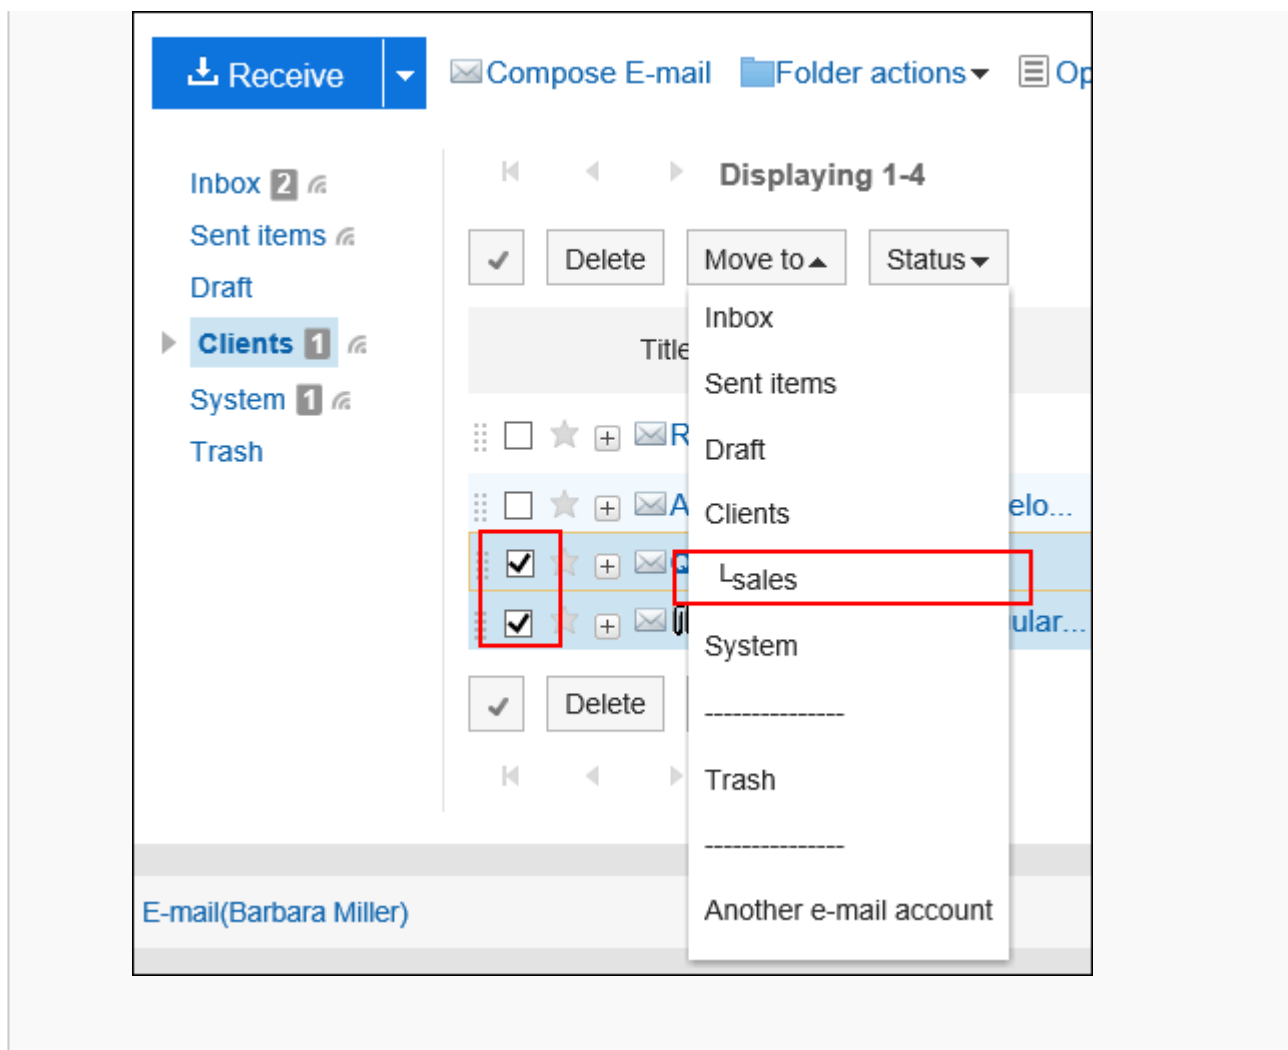 Receive Compose E-mail Folder actions
Displaying 1-4
Inbox 2
Sent items
Draft
Clients 1
System 1
Trash
Delete Move to Status
Title
Inbox
Sent items
Draft
Clients
elo...
└sales
ular...
System
Delete
---------------
Trash
---------------
Another e-mail account
E-mail(Barbara Miller)